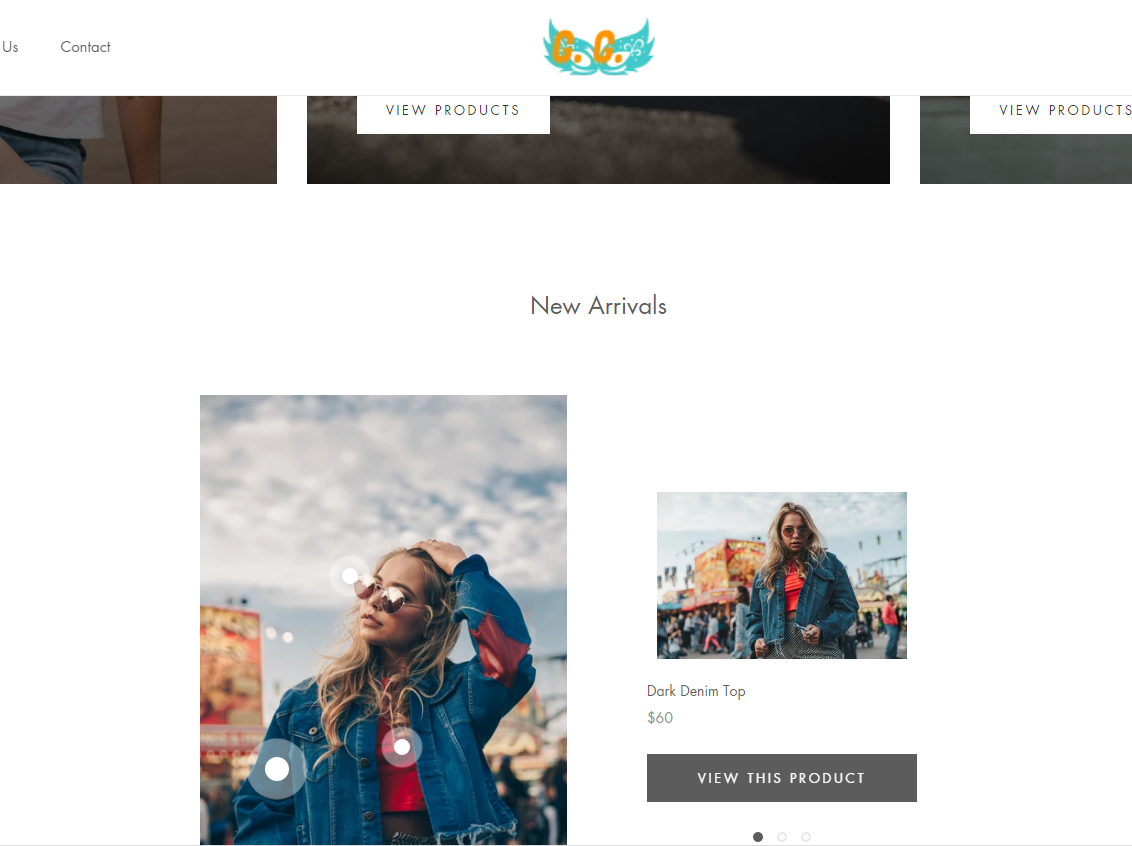 Us
Contact
G. G.
VIEW PRODUCTS
VIEW PRODUCTS
New Arrivals
Dark Denim Top
$60
VIEW THIS PRODUCT